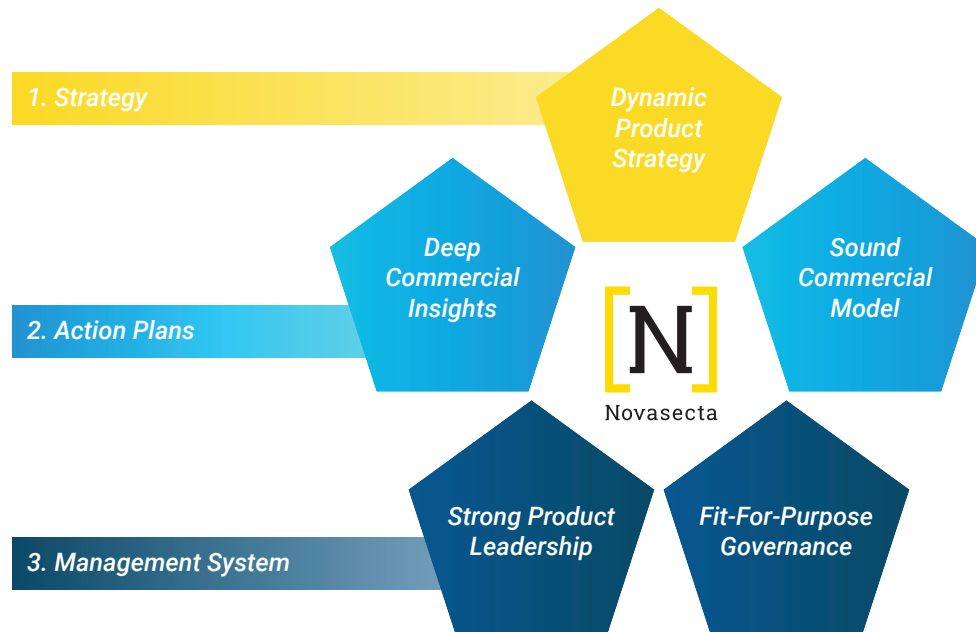 1. Strategy
Dynamic
Product
Strategy
Deep
Commercial
Insights
Sound
Commercial
Model
2. Action Plans
[N]
Novasecta
Strong Product
Leadership
Fit-For-Purpose
Governance
3. Management System